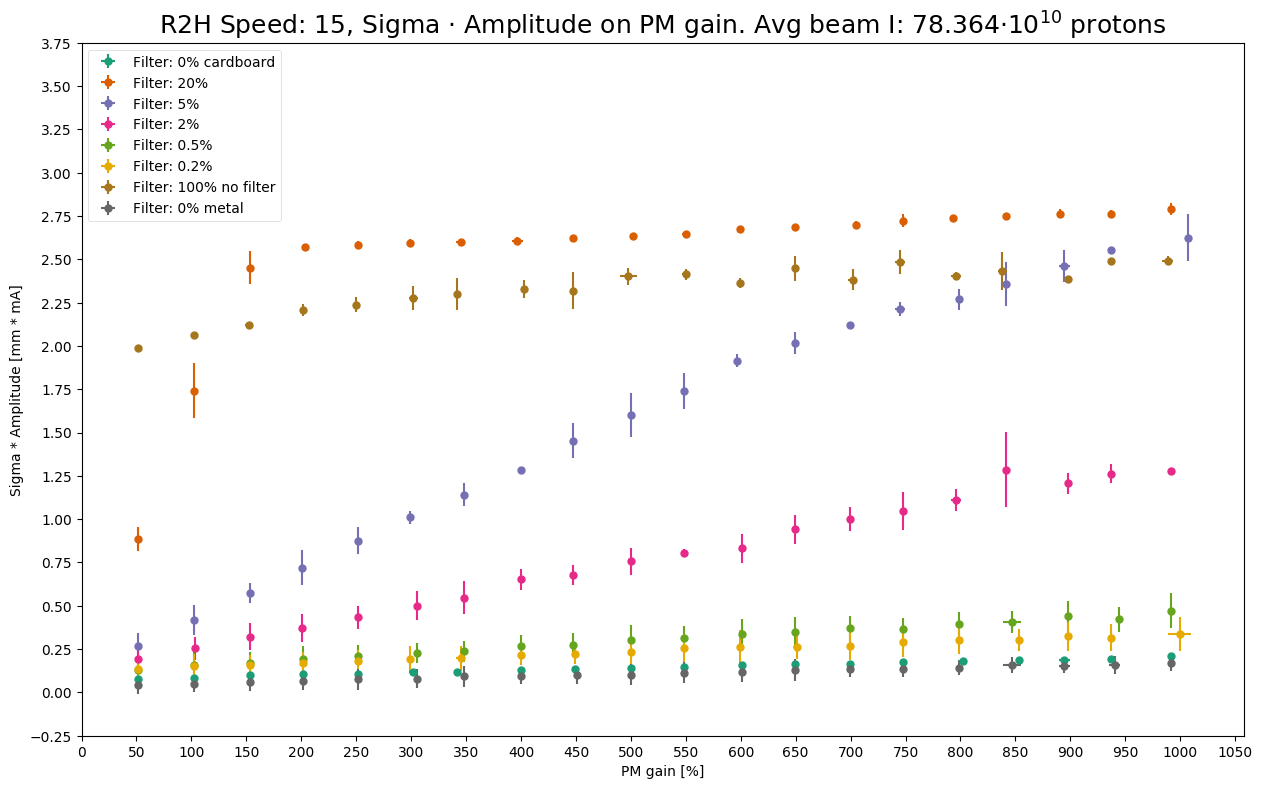 R2H Speed: 15, Sigma · Amplitude on PM gain. Avg beam I: 78.364·10^10 protons
Filter: 0% cardboard
Filter: 20%
Filter: 5%
Filter: 2%
Filter: 0.5%
Filter: 0.2%
Filter: 100% no filter
Filter: 0% metal
Sigma * Amplitude [mm * mA]
3.75
3.50
3.25
3.00
2.75
2.50
2.25
2.00
1.75
1.50
1.25
1.00
0.75
0.50
0.25
0.00
−0.25
0 50 100 150 200 250 300 350 400 450 500 550 600 650 700 750 800 850 900 950 1000 1050
PM gain [%]